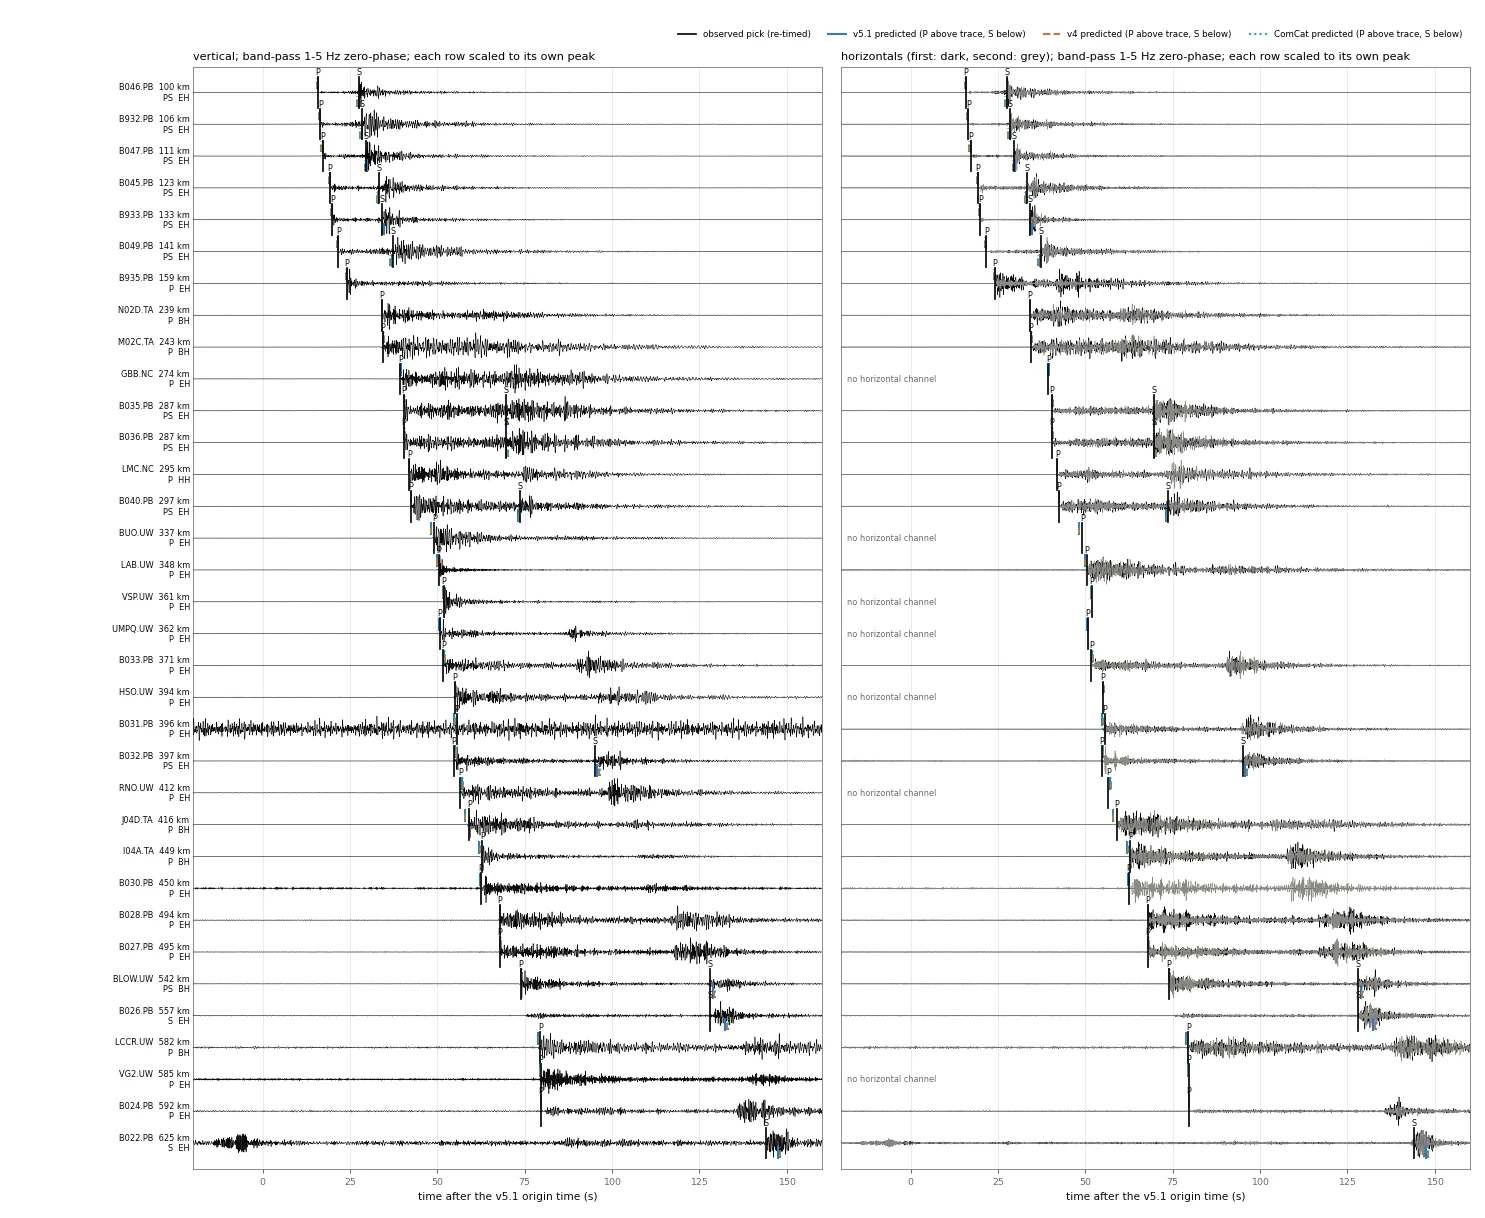 observed pick (re-timed)
v5.1 predicted (P above trace, S below)
v4 predicted (P above trace, S below)
ComCat predicted (P above trace, S below)
vertical; band-pass 1-5 Hz zero-phase; each row scaled to its own peak
horizontals (first: dark, second: grey); band-pass 1-5 Hz zero-phase; each row scaled to its own peak
B046.PB 100 km
PS EH
B932.PB 106 km
PS EH
B047.PB 111 km
PS EH
B045.PB 123 km
PS EH
B933.PB 133 km
PS EH
B049.PB 141 km
PS EH
B935.PB 159 km
P EH
N02D.TA 239 km
P BH
M02C.TA 243 km
P BH
GBB.NC 274 km
P EH
no horizontal channel
B035.PB 287 km
PS EH
B036.PB 287 km
PS EH
LMC.NC 295 km
P HH
B040.PB 297 km
PS EH
BUO.UW 337 km
P EH
no horizontal channel
LAB.UW 348 km
P EH
VSP.UW 361 km
P EH
no horizontal channel
UMPQ.UW 362 km
P EH
no horizontal channel
B033.PB 371 km
P EH
HSO.UW 394 km
P EH
no horizontal channel
B031.PB 396 km
P EH
B032.PB 397 km
PS EH
RNO.UW 412 km
P EH
no horizontal channel
J04D.TA 416 km
P BH
I04A.TA 449 km
P BH
B030.PB 450 km
P EH
B028.PB 494 km
P EH
B027.PB 495 km
P EH
BLOW.UW 542 km
PS BH
B026.PB 557 km
S EH
LCCR.UW 582 km
P BH
VG2.UW 585 km
P EH
no horizontal channel
B024.PB 592 km
P EH
B022.PB 625 km
S EH
0 25 50 75 100 125 150
0 25 50 75 100 125 150
time after the v5.1 origin time (s)
time after the v5.1 origin time (s)